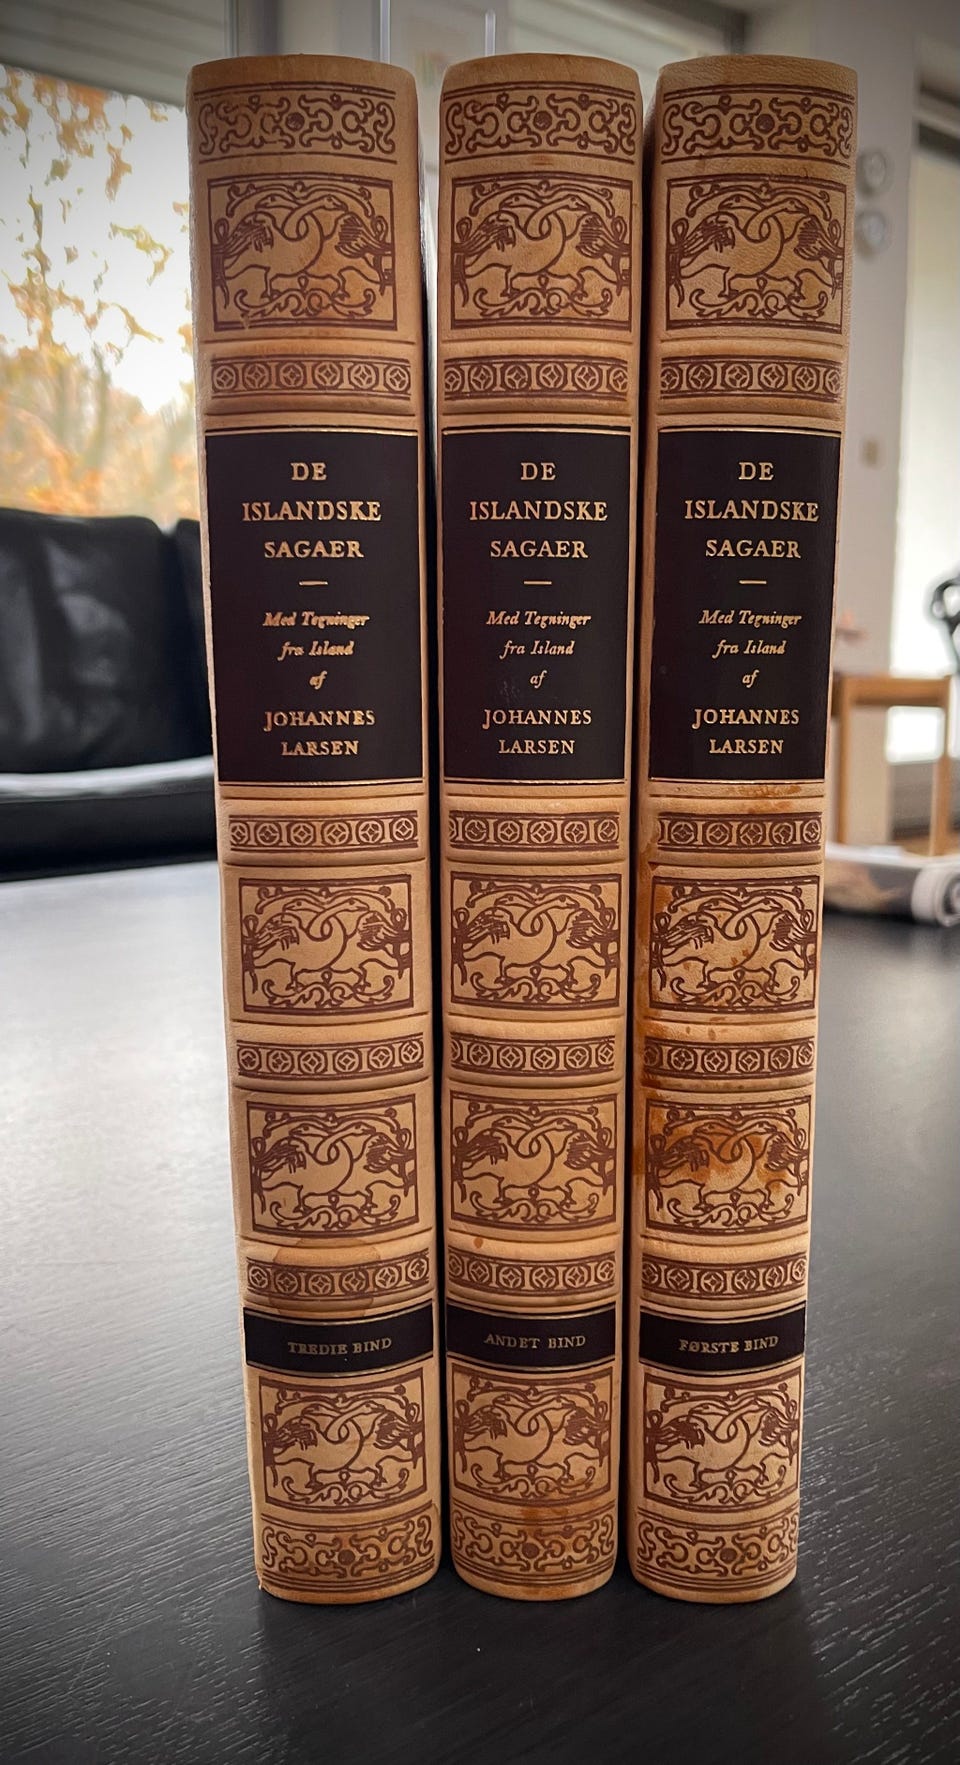 DE
ISLANDSKE
SAGAER
Med Tegninger
fra Island
af
JOHANNES
LARSEN
TREDIE BIND
DE
ISLANDSKE
SAGAER
Med Tegninger
fra Island
af
JOHANNES
LARSEN
ANDET BIND
DE
ISLANDSKE
SAGAER
Med Tegninger
fra Island
af
JOHANNES
LARSEN
FØRSTE BIND